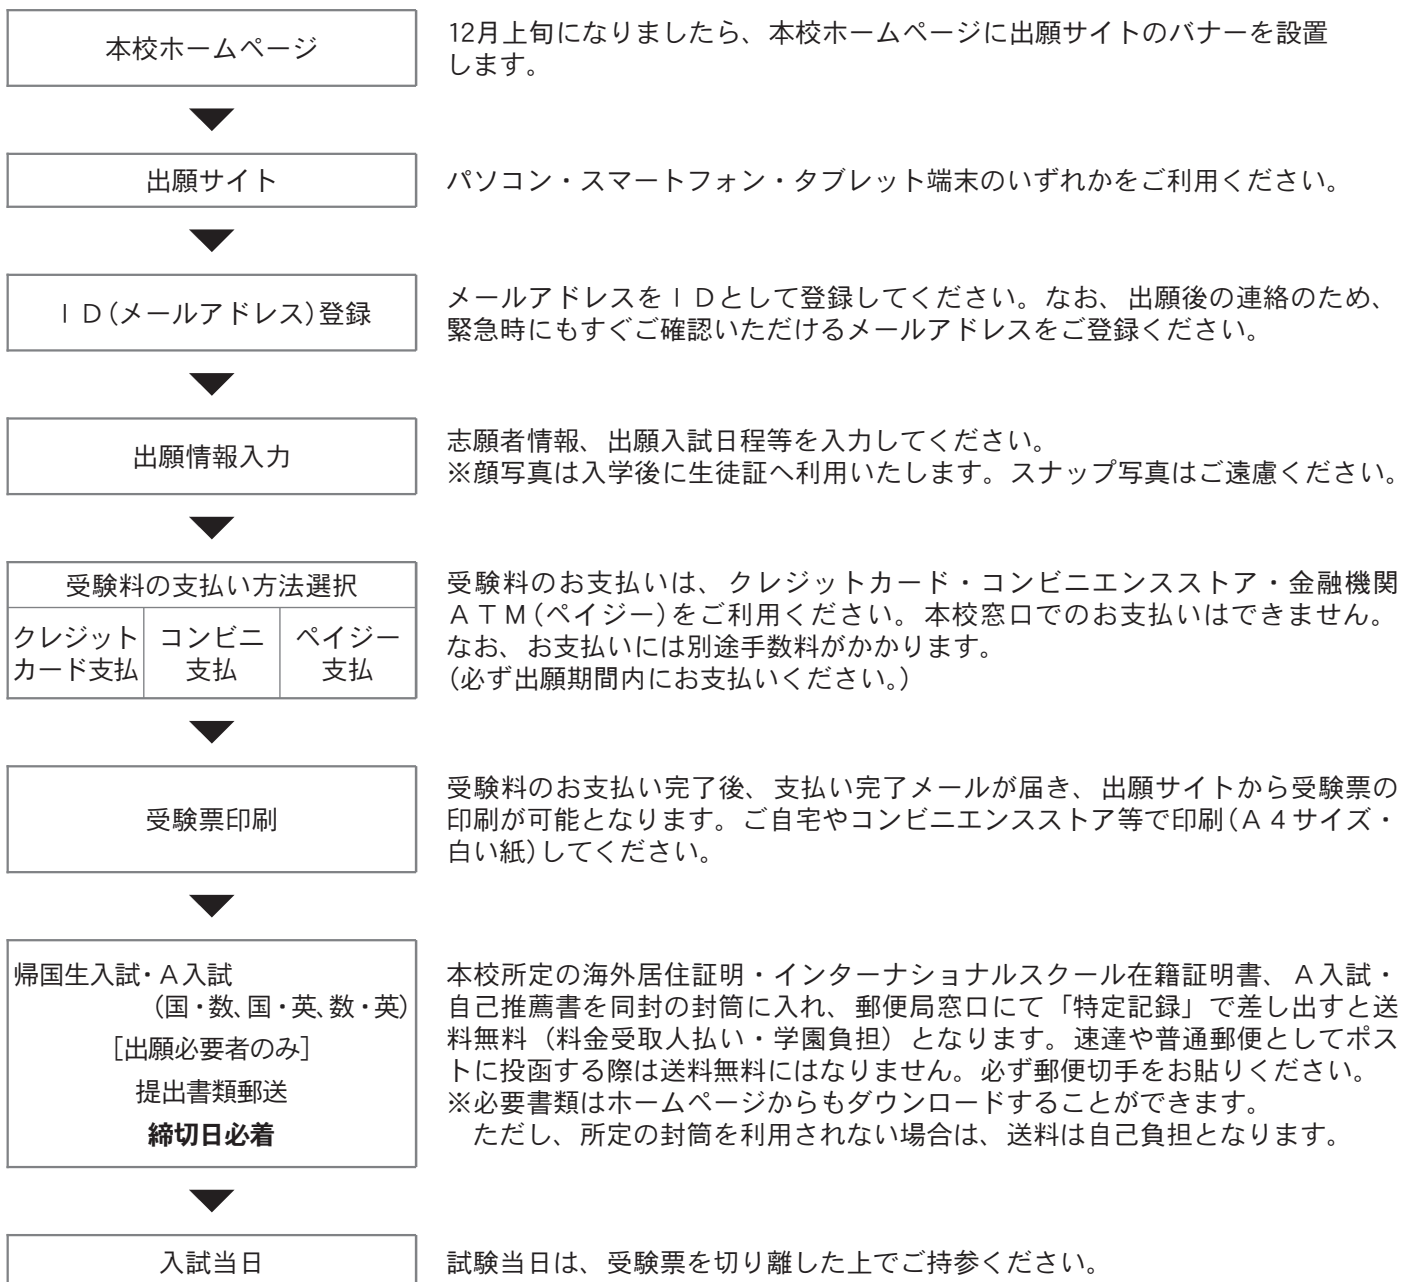 本校ホームページ
12月上旬になりましたら、本校ホームページに出願サイトのバナーを設置
します。
出願サイト
パソコン・スマートフォン・タブレット端末のいずれかをご利用ください。
ＩＤ(メールアドレス)登録
メールアドレスをＩＤとして登録してください。なお、出願後の連絡のため、
緊急時にもすぐご確認いただけるメールアドレスをご登録ください。
出願情報入力
志願者情報、出願入試日程等を入力してください。
※顔写真は入学後に生徒証へ利用いたします。スナップ写真はご遠慮ください。
受験料の支払い方法選択
クレジット
カード支払
コンビニ
支払
ペイジー
支払
受験料のお支払いは、クレジットカード・コンビニエンスストア・金融機関
ＡＴＭ(ペイジー)をご利用ください。本校窓口でのお支払いはできません。
なお、お支払いには別途手数料がかかります。
(必ず出願期間内にお支払いください。)
受験票印刷
受験料のお支払い完了後、支払い完了メールが届き、出願サイトから受験票の
印刷が可能となります。ご自宅やコンビニエンスストア等で印刷(Ａ４サイズ・
白い紙)してください。
帰国生入試・Ａ入試
(国・数、国・英、数・英)
[出願必要者のみ]
提出書類郵送
締切日必着
本校所定の海外居住証明・インターナショナルスクール在籍証明書、Ａ入試・
自己推薦書を同封の封筒に入れ、郵便局窓口にて「特定記録」で差し出すと送
料無料（料金受取人払い・学園負担）となります。速達や普通郵便としてポス
トに投函する際は送料無料にはなりません。必ず郵便切手をお貼りください。
※必要書類はホームページからもダウンロードすることができます。
ただし、所定の封筒を利用されない場合は、送料は自己負担となります。
入試当日
試験当日は、受験票を切り離した上でご持参ください。